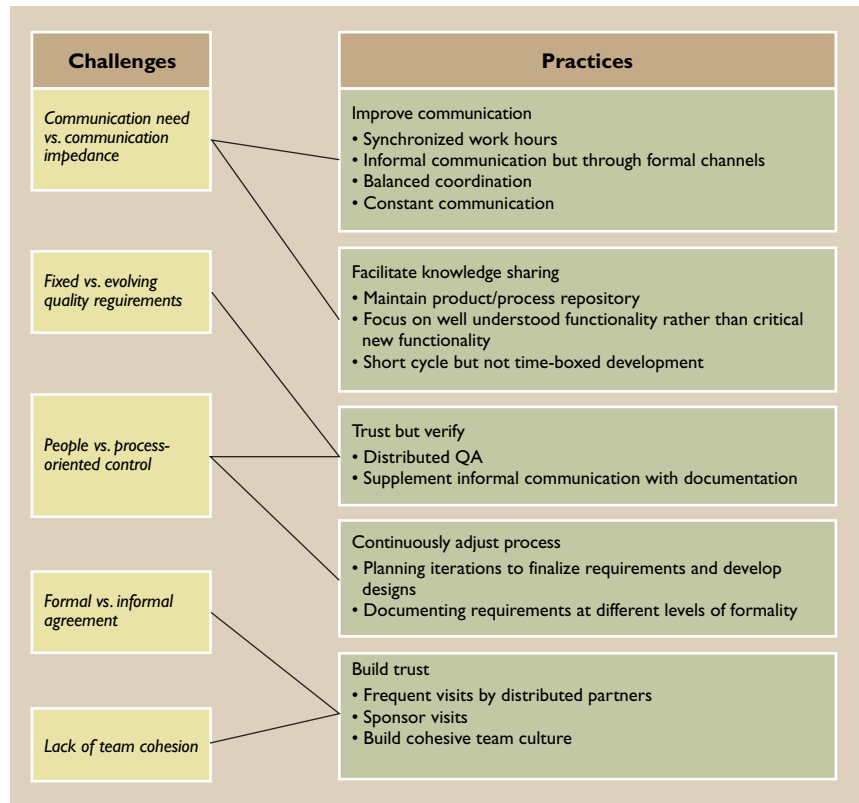 Challenges
Communication need
vs. communication
impedance
Fixed vs. evolving
quality reguirements
People vs. process-
oriented control
Formal vs. informal
agreement
Lack of team cohesion
Practices
Improve communication
• Synchronized work hours
• Informal communication but through formal channels
• Balanced coordination
• Constant communication
Facilitate knowledge sharing
• Maintain product/process repository
• Focus on well understood functionality rather than critical
new functionality
• Short cycle but not time-boxed development
Trust but verify
• Distributed QA
• Supplement informal communication with documentation
Continuously adjust process
• Planning iterations to finalize requirements and develop
designs
• Documenting requirements at different levels of formality
Build trust
• Frequent visits by distributed partners
• Sponsor visits
• Build cohesive team culture